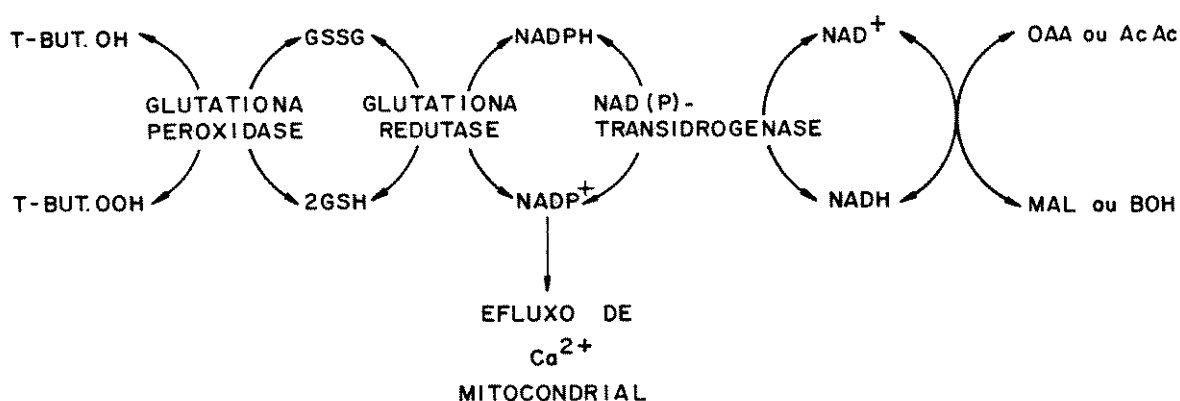 T-BUT. OH
GSSG
NADPH
NAD+
OAA ou AcAc
GLUTATIONA
PEROXIDASE
GLUTATIONA
REDUTASE
NAD(P)-
TRANSIDROGENASE
T-BUT. OOH
2GSH
NADP+
NADH
MAL ou BOH
EFLUXO DE
Ca2+
MITOCONDRIAL